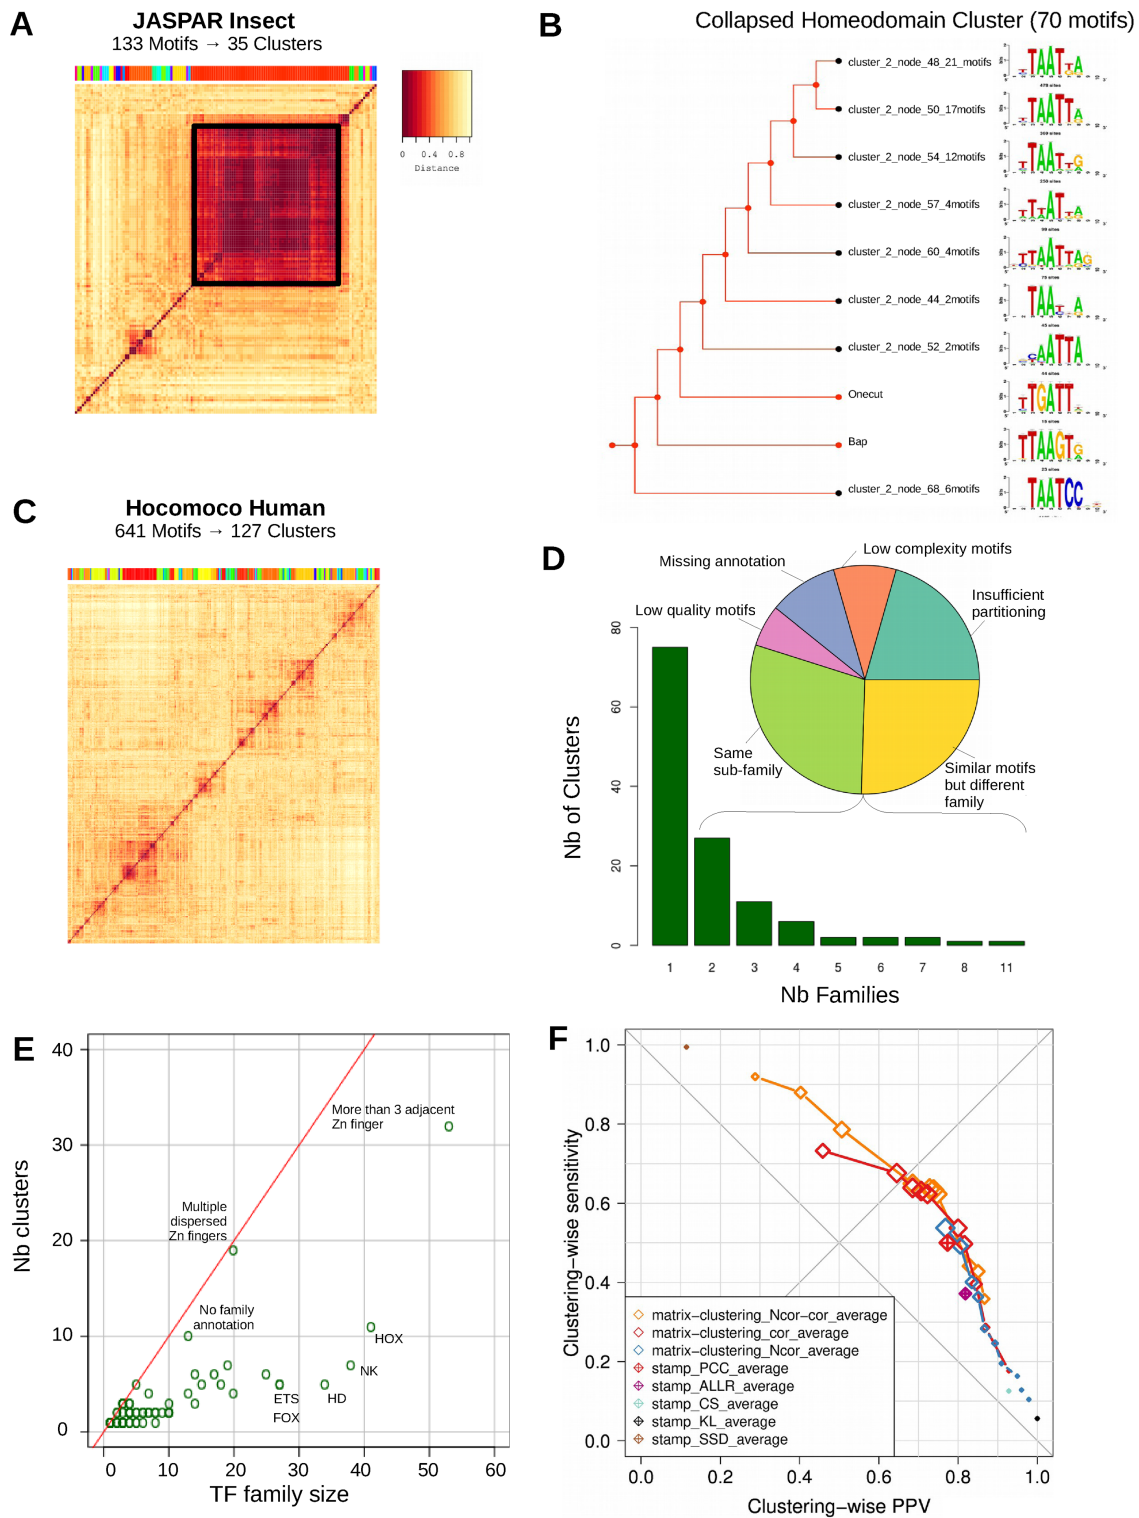 A
JASPAR Insect
133 Motifs → 35 Clusters
0 0.4 0.8
Distance
B
Collapsed Homeodomain Cluster (70 motifs)
cluster_2_node_48_21_motifs
cluster_2_node_50_17motifs
cluster_2_node_54_12motifs
cluster_2_node_57_4motifs
cluster_2_node_60_4motifs
cluster_2_node_44_2motifs
cluster_2_node_52_2motifs
Onecut
Bap
cluster_2_node_68_6motifs
C
Hocomoco Human
641 Motifs → 127 Clusters
D
Low complexity motifs
Missing annotation
Insufficient
partitioning
Low quality motifs
Same
sub-family
Similar motifs
but different
family
80
60
40
20
0
Nb of Clusters
1 2 3 4 5 6 7 8 11
Nb Families
E
40
30
20
10
0
Nb clusters
More than 3 adjacent
Zn finger
Multiple
dispersed
Zn fingers
No family
annotation
HOX
NK
ETS
HD
FOX
0 10 20 30 40 50 60
TF family size
F
1.0
0.8
0.6
0.4
0.2
0.0
Clustering-wise sensitivity
matrix-clustering_Ncor-cor_average
matrix-clustering_cor_average
matrix-clustering_Ncor_average
stamp_PCC_average
stamp_ALLR_average
stamp_CS_average
stamp_KL_average
stamp_SSD_average
0.0 0.2 0.4 0.6 0.8 1.0
Clustering-wise PPV